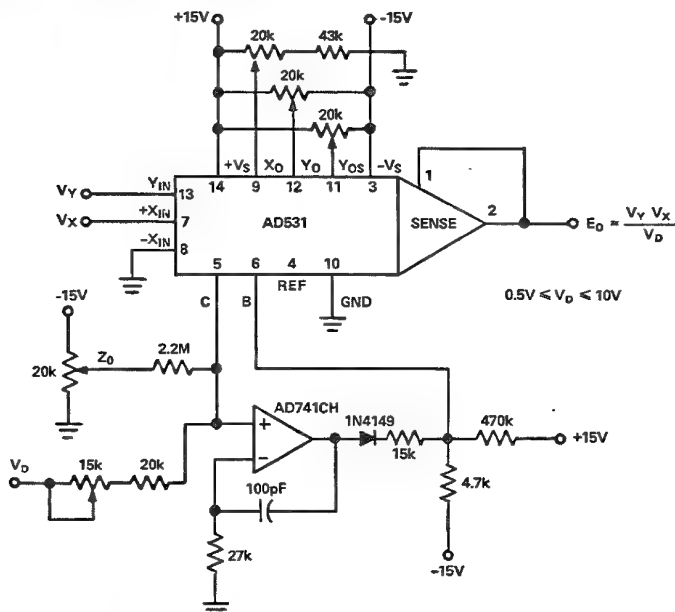 +15V -15V
20k 43k
20k
20k
+VS XO YO YOS -VS
14 9 12 11 3
1
VY YIN 13
VX +XIN 7
-XIN 8
AD531
SENSE
2
EO = VY VX / VD
5 6 4 10
REF
C B GND
0.5V ≤ VD ≤ 10V
-15V
20k ZO 2.2M
AD741CH
1N4149
15k
470k
+15V
VD 15k 20k
+
−
100pF
4.7k
27k
-15V